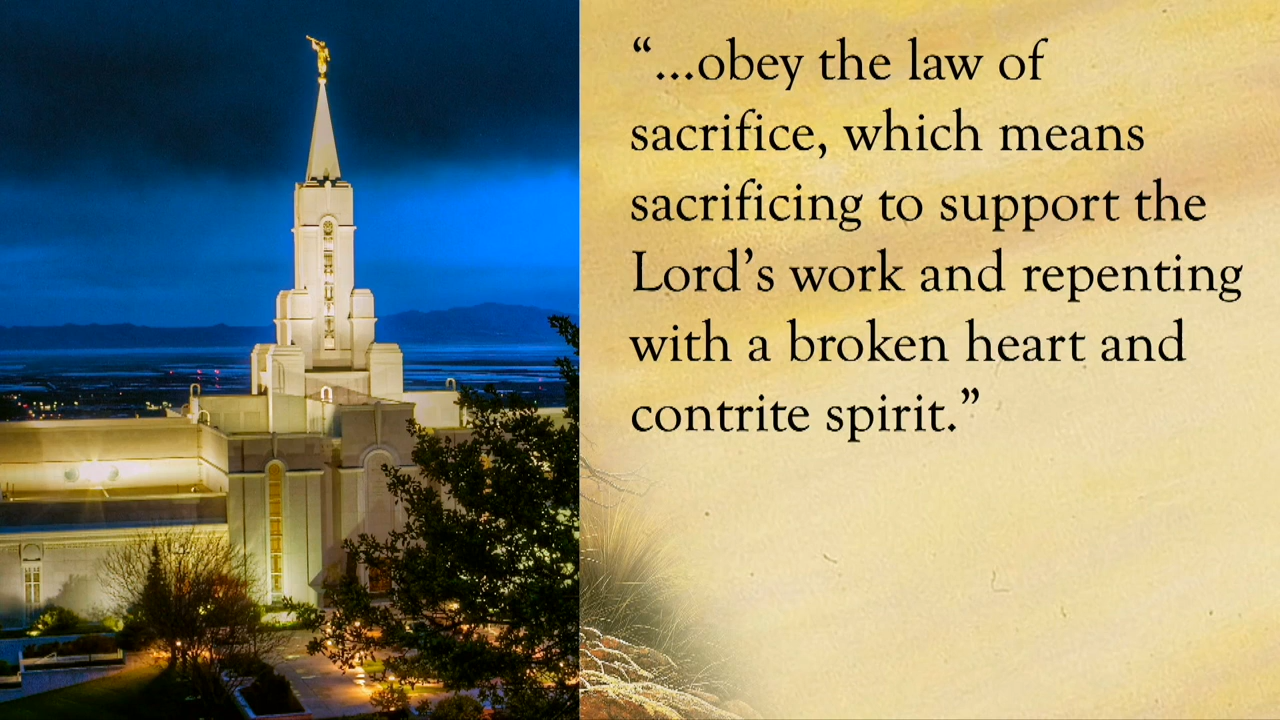 “...obey the law of
sacrifice, which means
sacrificing to support the
Lord’s work and repenting
with a broken heart and
contrite spirit.”